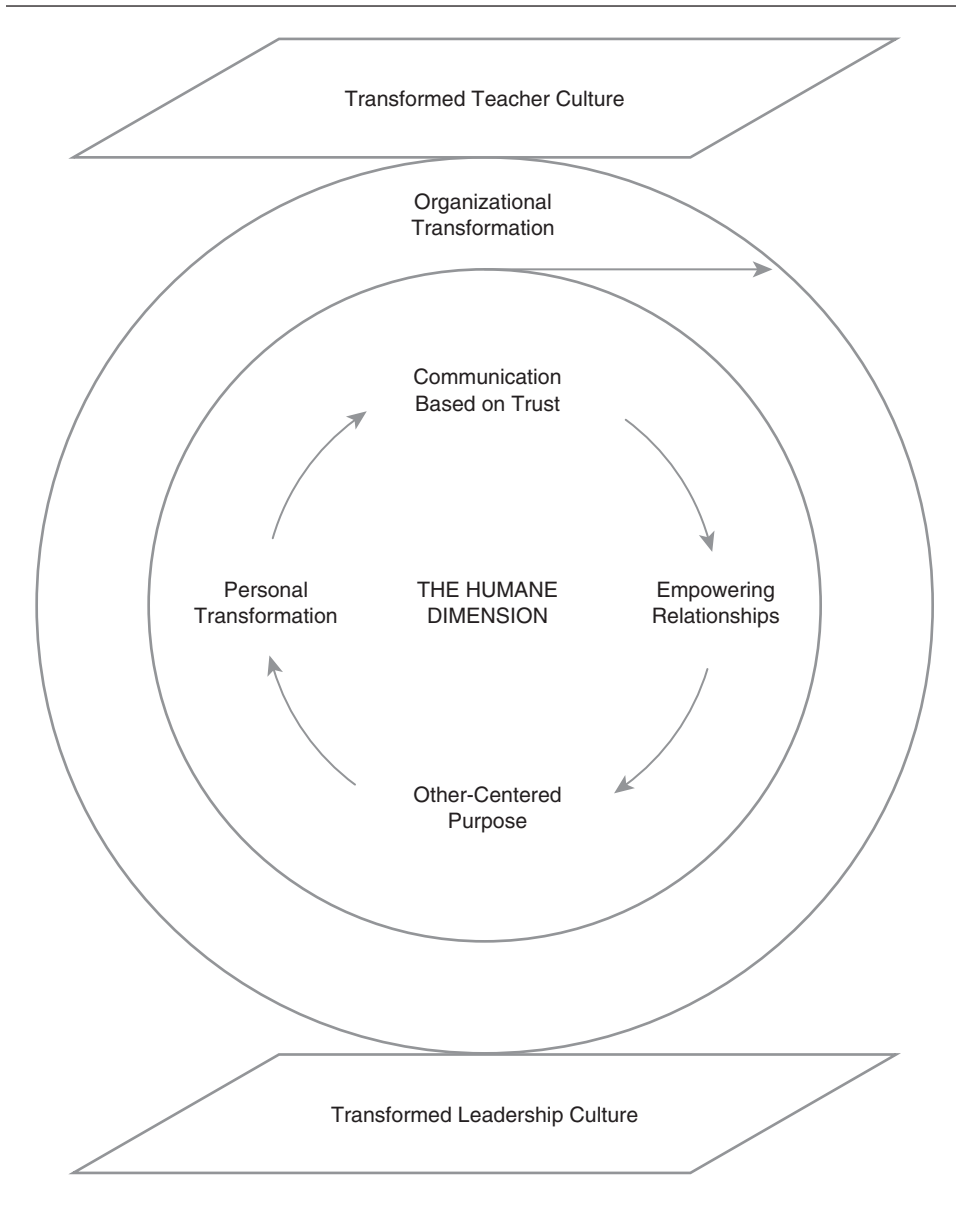 Transformed Teacher Culture
Organizational
Transformation
Communication
Based on Trust
Personal
Transformation
THE HUMANE
DIMENSION
Empowering
Relationships
Other-Centered
Purpose
Transformed Leadership Culture